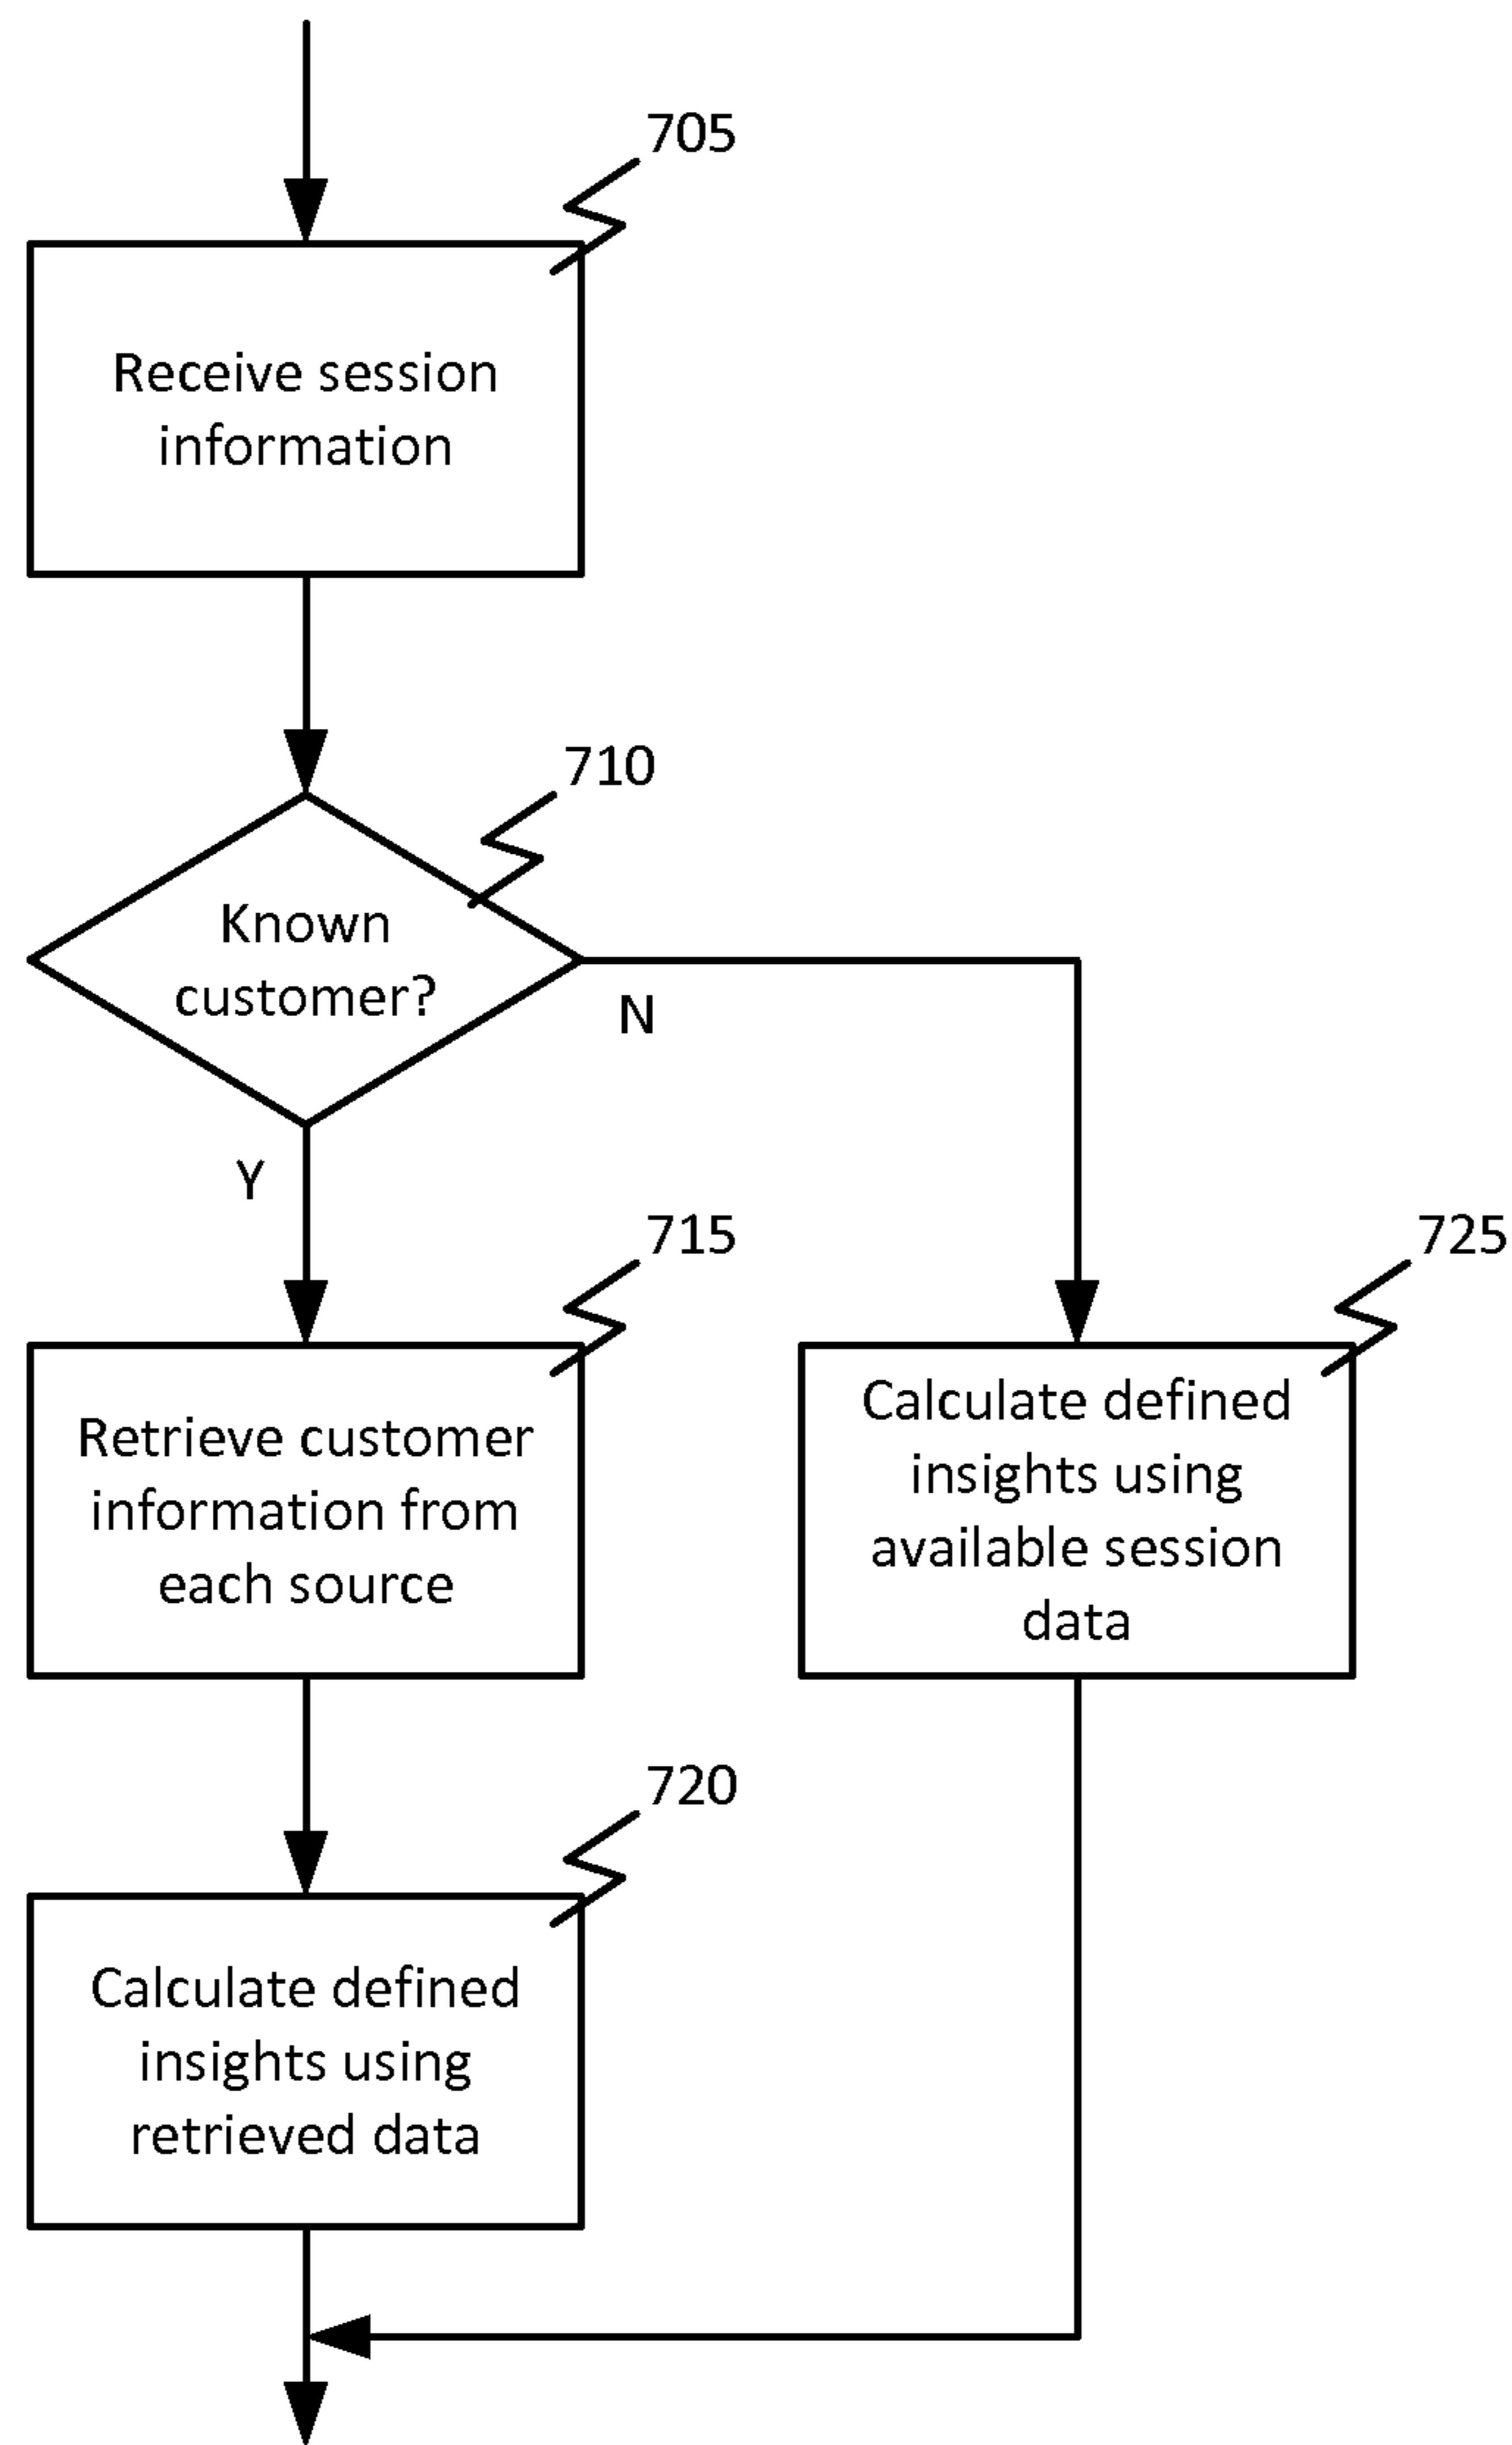 705
Receive session
information
710
Known
customer?
N
Y
715
725
Retrieve customer
information from
each source
Calculate defined
insights using
available session
data
720
Calculate defined
insights using
retrieved data